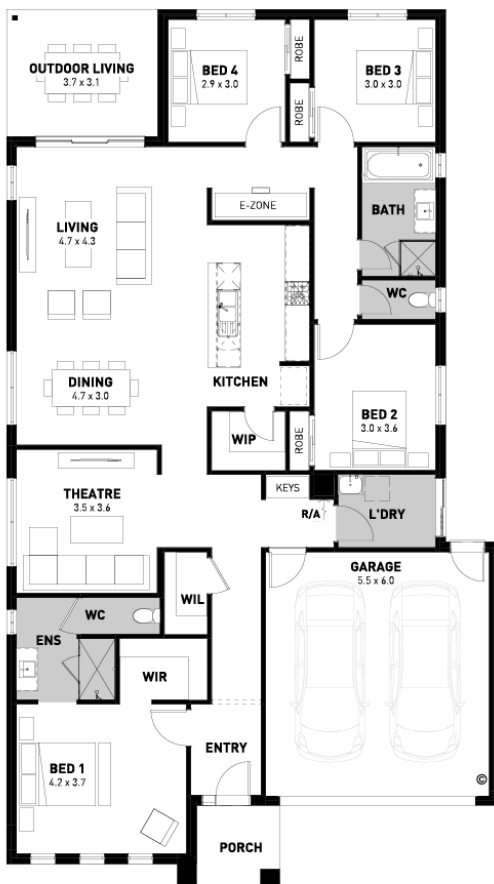 OUTDOOR LIVING
3.7 x 3.1
BED 4
2.9 x 3.0
ROBE
ROBE
BED 3
3.0 x 3.0
E-ZONE
BATH
LIVING
4.7 x 4.3
WC
DINING
4.7 x 3.0
KITCHEN
WIP
ROBE
BED 2
3.0 x 3.6
THEATRE
3.5 x 3.6
KEYS
R/A
L'DRY
GARAGE
5.5 x 6.0
WIL
WC
ENS
WIR
BED 1
4.2 x 3.7
ENTRY
©
PORCH